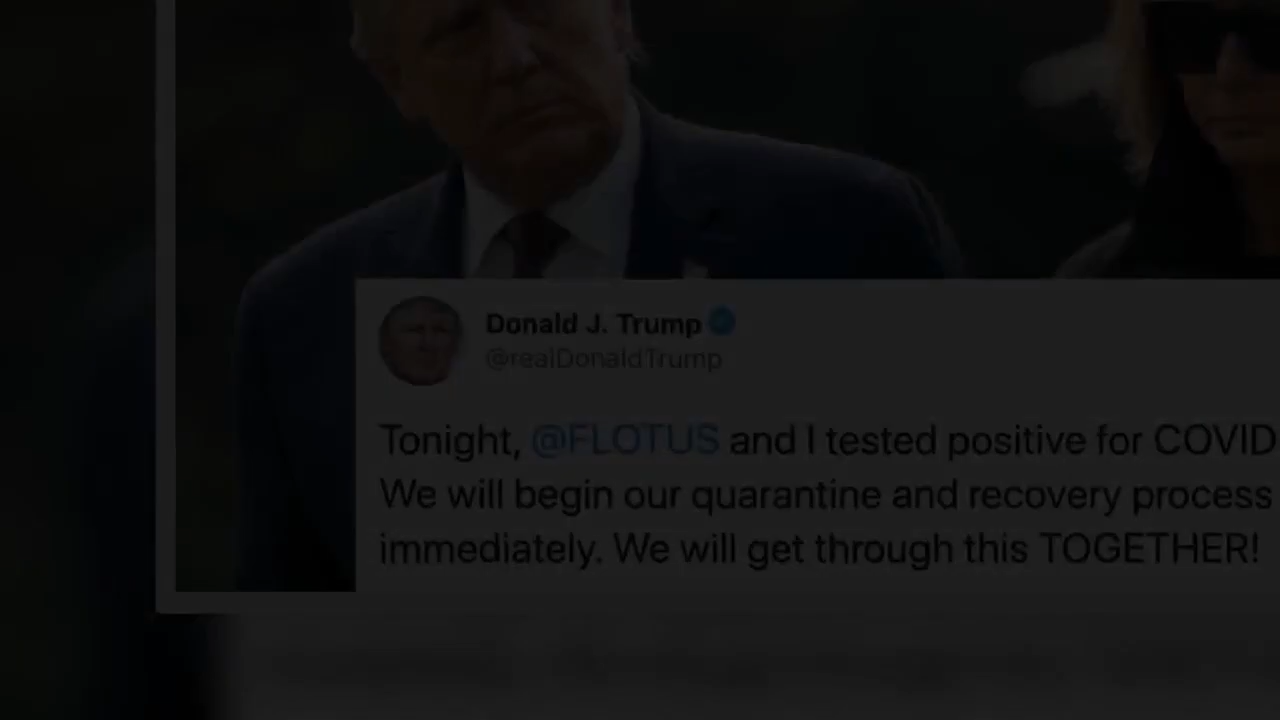 Donald J. Trump
@realDonaldTrump
Tonight, @FLOTUS and I tested positive for COVID
We will begin our quarantine and recovery process
immediately. We will get through this TOGETHER!